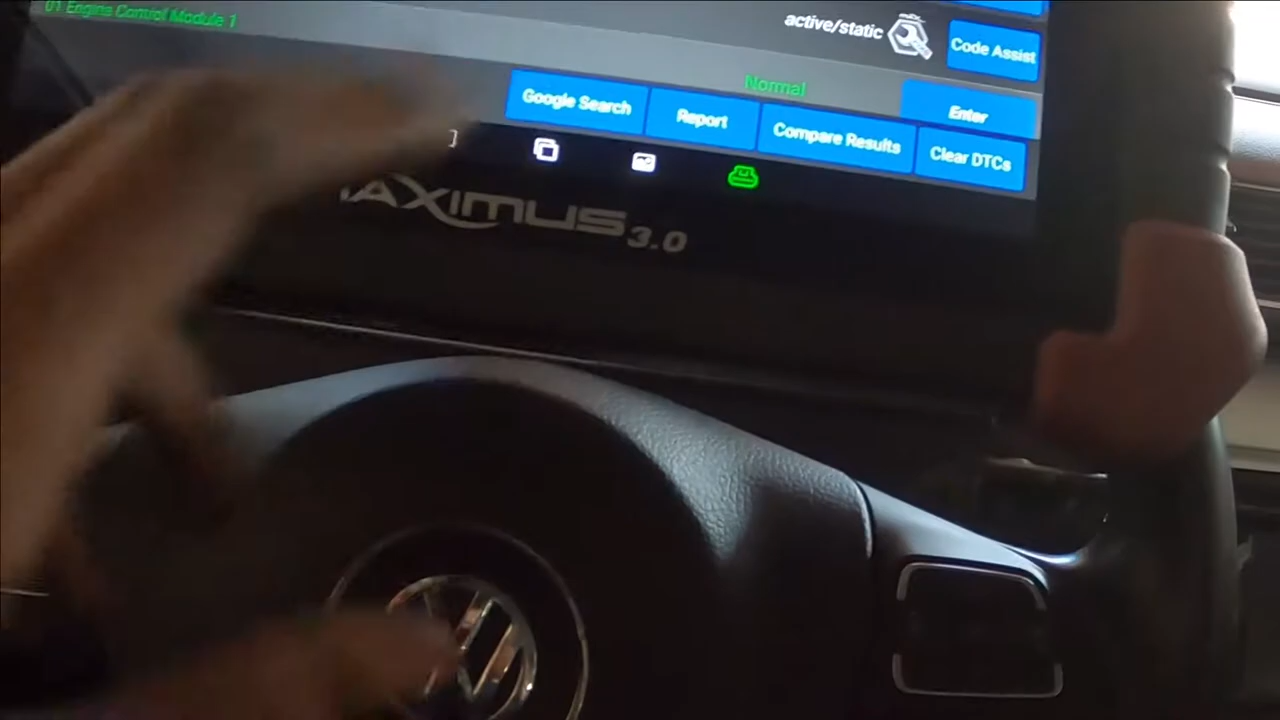 01 Engine Control Module 1
active/static
Code Assist
Normal
Enter
Google Search
Report
Compare Results
Clear DTCs
MAXIMUS 3.0